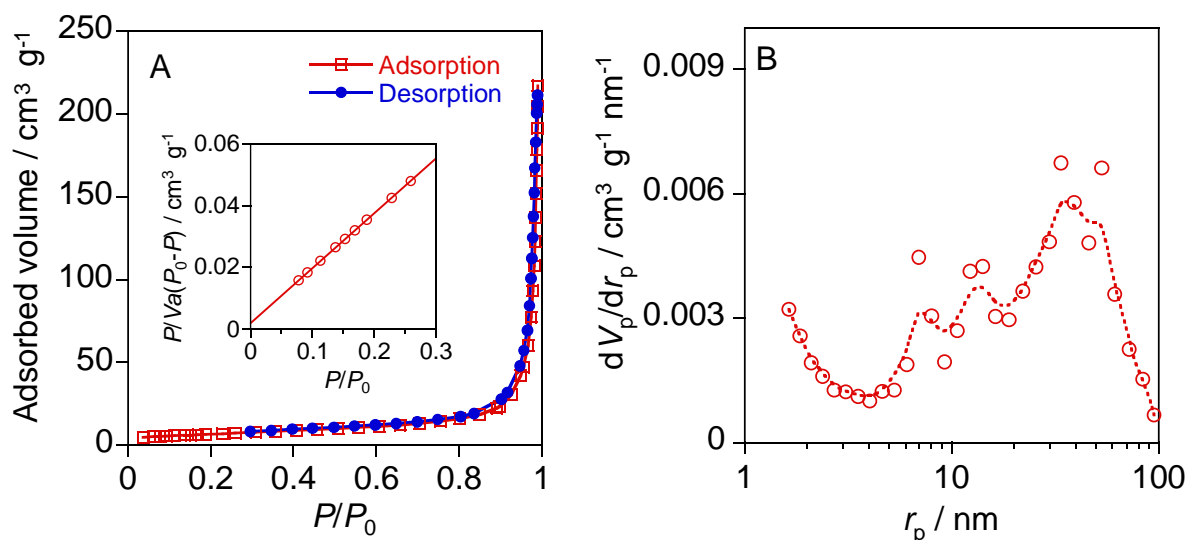 A
Adsorption
Desorption
Adsorbed volume / cm³ g⁻¹
250
200
150
100
50
0
0 0.2 0.4 0.6 0.8 1
P/P₀
P/Va(P₀-P) / cm³ g⁻¹
0.06
0.04
0.02
0
0 0.1 0.2 0.3
P/P₀
B
dVₚ/drₚ / cm³ g⁻¹ nm⁻¹
0.009
0.006
0.003
0
1 10 100
rₚ / nm